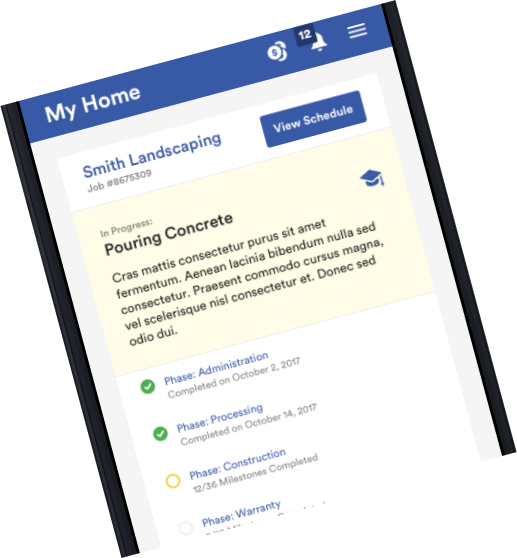 12
My Home
Smith Landscaping
View Schedule
Job #8675309
In Progress:
Pouring Concrete
Cras mattis consectetur purus sit amet
fermentum. Aenean lacinia bibendum nulla sed
consectetur. Praesent commodo cursus magna,
vel scelerisque nisl consectetur et. Donec sed
odio dui.
Phase: Administration
Completed on October 2, 2017
Phase: Processing
Completed on October 14, 2017
Phase: Construction
12/36 Milestones Completed
Phase: Warranty